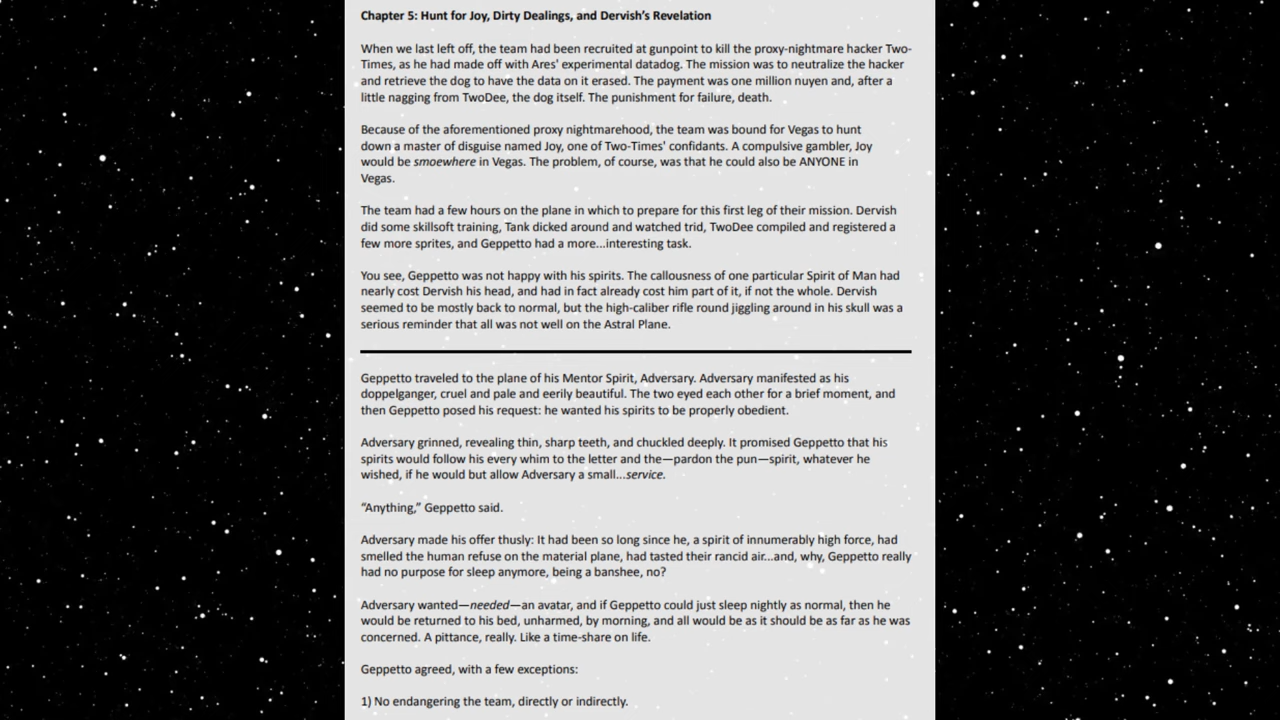 Chapter 5: Hunt for Joy, Dirty Dealings, and Dervish's Revelation
When we last left off, the team had been recruited at gunpoint to kill the proxy-nightmare hacker Two-
Times, as he had made off with Ares' experimental datadog. The mission was to neutralize the hacker
and retrieve the dog to have the data on it erased. The payment was one million nuyen and, after a
little nagging from TwoDee, the dog itself. The punishment for failure, death.
Because of the aforementioned proxy nightmarehood, the team was bound for Vegas to hunt
down a master of disguise named Joy, one of Two-Times' confidants. A compulsive gambler, Joy
would be smoewhere in Vegas. The problem, of course, was that he could also be ANYONE in
Vegas.
The team had a few hours on the plane in which to prepare for this first leg of their mission. Dervish
did some skillsoft training, Tank dicked around and watched trid, TwoDee compiled and registered a
few more sprites, and Geppetto had a more...interesting task.
You see, Geppetto was not happy with his spirits. The callousness of one particular Spirit of Man had
nearly cost Dervish his head, and had in fact already cost him part of it, if not the whole. Dervish
seemed to be mostly back to normal, but the high-caliber rifle round jiggling around in his skull was a
serious reminder that all was not well on the Astral Plane.
Geppetto traveled to the plane of his Mentor Spirit, Adversary. Adversary manifested as his
doppelganger, cruel and pale and eerily beautiful. The two eyed each other for a brief moment, and
then Geppetto posed his request: he wanted his spirits to be properly obedient.
Adversary grinned, revealing thin, sharp teeth, and chuckled deeply. It promised Geppetto that his
spirits would follow his every whim to the letter and the—pardon the pun—spirit, whatever he
wished, if he would but allow Adversary a small...service.
“Anything,” Geppetto said.
Adversary made his offer thusly: It had been so long since he, a spirit of innumerably high force, had
smelled the human refuse on the material plane, had tasted their rancid air...and, why, Geppetto really
had no purpose for sleep anymore, being a banshee, no?
Adversary wanted—needed—an avatar, and if Geppetto could just sleep nightly as normal, then he
would be returned to his bed, unharmed, by morning, and all would be as it should be as far as he was
concerned. A pittance, really. Like a time-share on life.
Geppetto agreed, with a few exceptions:
1) No endangering the team, directly or indirectly.